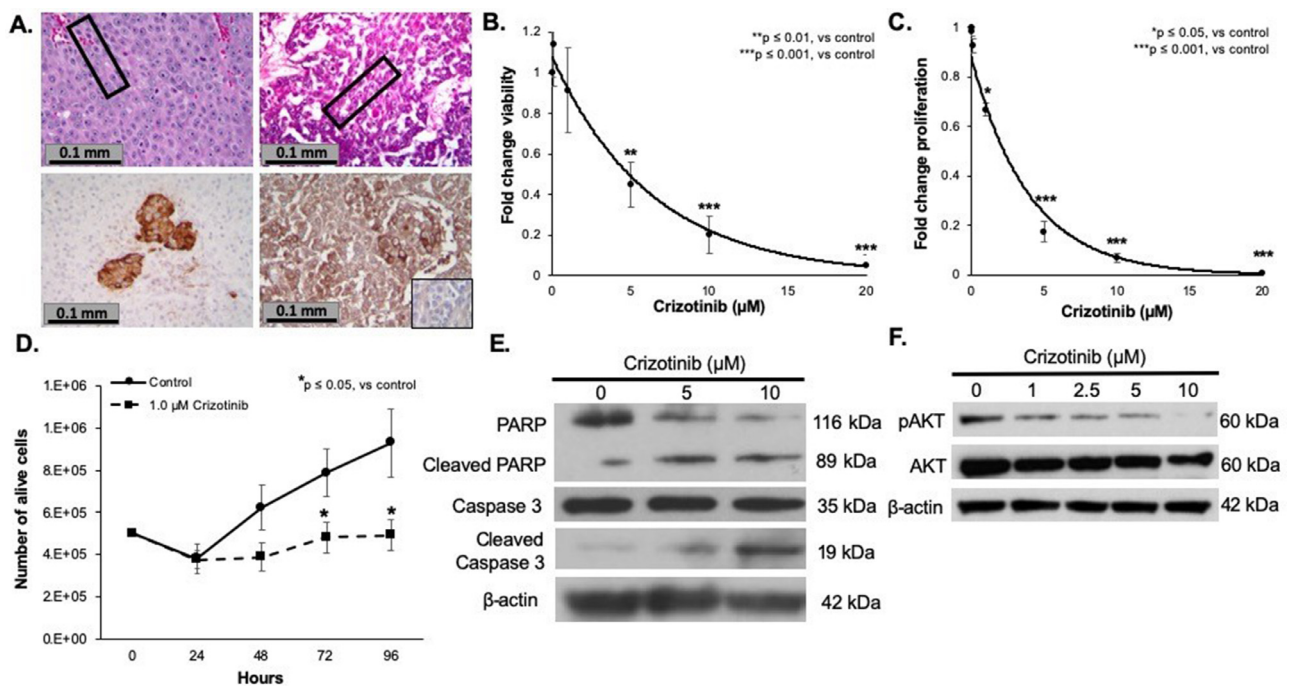 A.
0.1 mm
0.1 mm
0.1 mm
0.1 mm
B.
**p ≤ 0.01, vs control
***p ≤ 0.001, vs control
Fold change viability
1.4
1.2
1
0.8
0.6
0.4
0.2
0
**
***
***
0
5
10
15
20
Crizotinib (µM)
C.
*p ≤ 0.05, vs control
***p ≤ 0.001, vs control
Fold change proliferation
1
0.8
0.6
0.4
0.2
0
*
***
***
***
0
5
10
15
20
Crizotinib (µM)
D.
Control
1.0 µM Crizotinib
*p ≤ 0.05, vs control
Number of alive cells
1.E+06
1.E+06
8.E+05
6.E+05
4.E+05
2.E+05
0.E+00
*
*
0
24
48
72
96
Hours
E.
Crizotinib (µM)
0 5 10
PARP 116 kDa
Cleaved PARP 89 kDa
Caspase 3 35 kDa
Cleaved
Caspase 3 19 kDa
β-actin 42 kDa
F.
Crizotinib (µM)
0 1 2.5 5 10
pAKT 60 kDa
AKT 60 kDa
β-actin 42 kDa